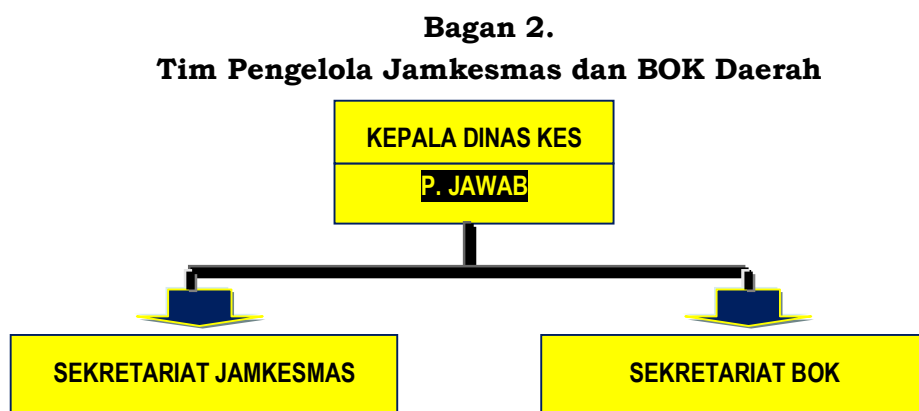 Bagan 2.
Tim Pengelola Jamkesmas dan BOK Daerah
KEPALA DINAS KES
P. JAWAB
SEKRETARIAT JAMKESMAS
SEKRETARIAT BOK